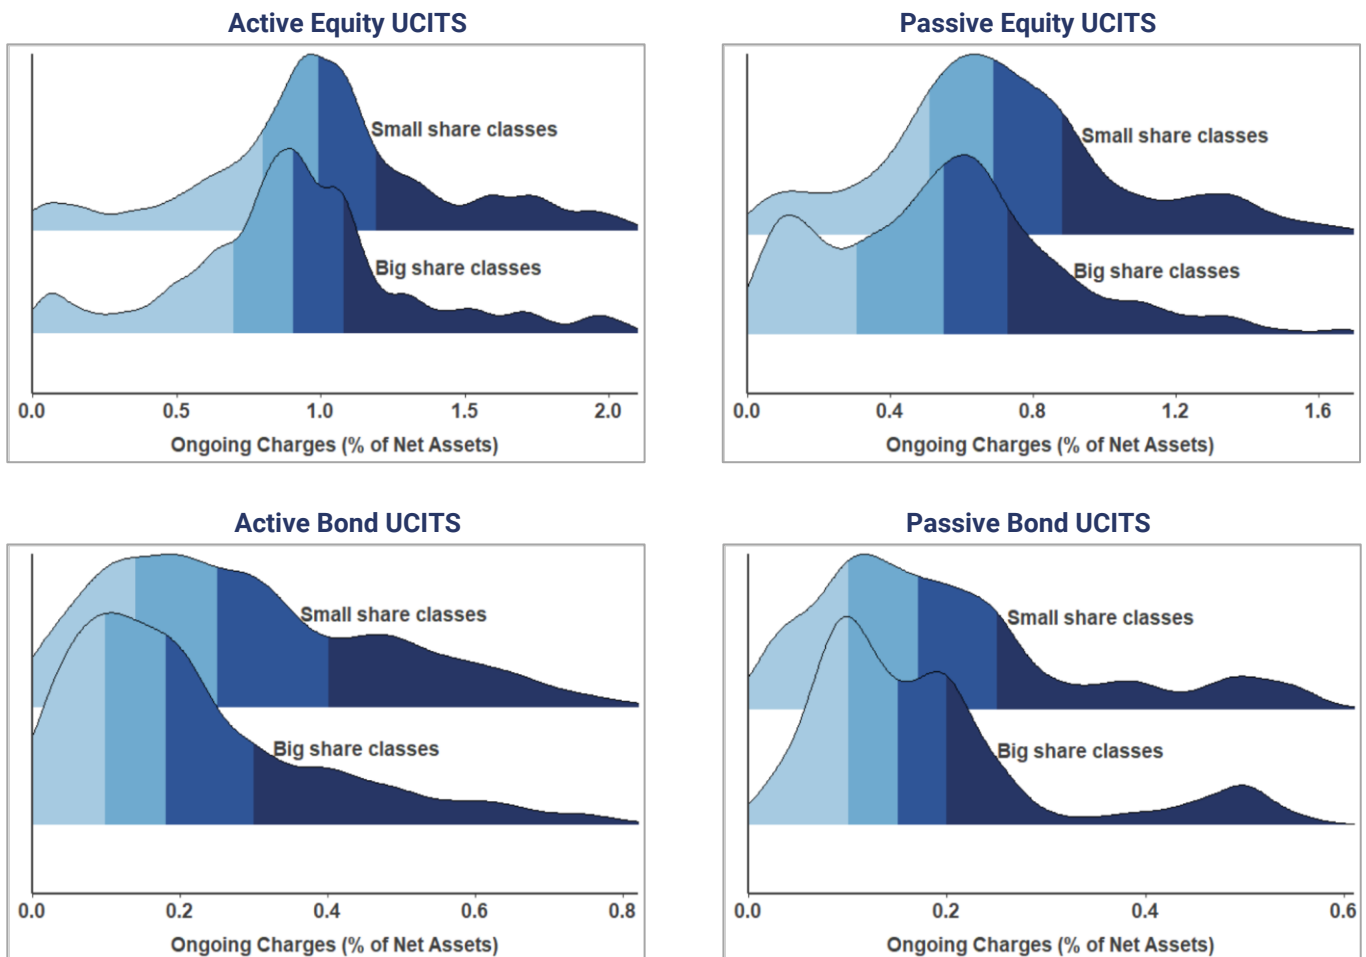 Active Equity UCITS
Small share classes
Big share classes
0.0 0.5 1.0 1.5 2.0
Ongoing Charges (% of Net Assets)
Passive Equity UCITS
Small share classes
Big share classes
0.0 0.4 0.8 1.2 1.6
Ongoing Charges (% of Net Assets)
Active Bond UCITS
Small share classes
Big share classes
0.0 0.2 0.4 0.6 0.8
Ongoing Charges (% of Net Assets)
Passive Bond UCITS
Small share classes
Big share classes
0.0 0.2 0.4 0.6
Ongoing Charges (% of Net Assets)